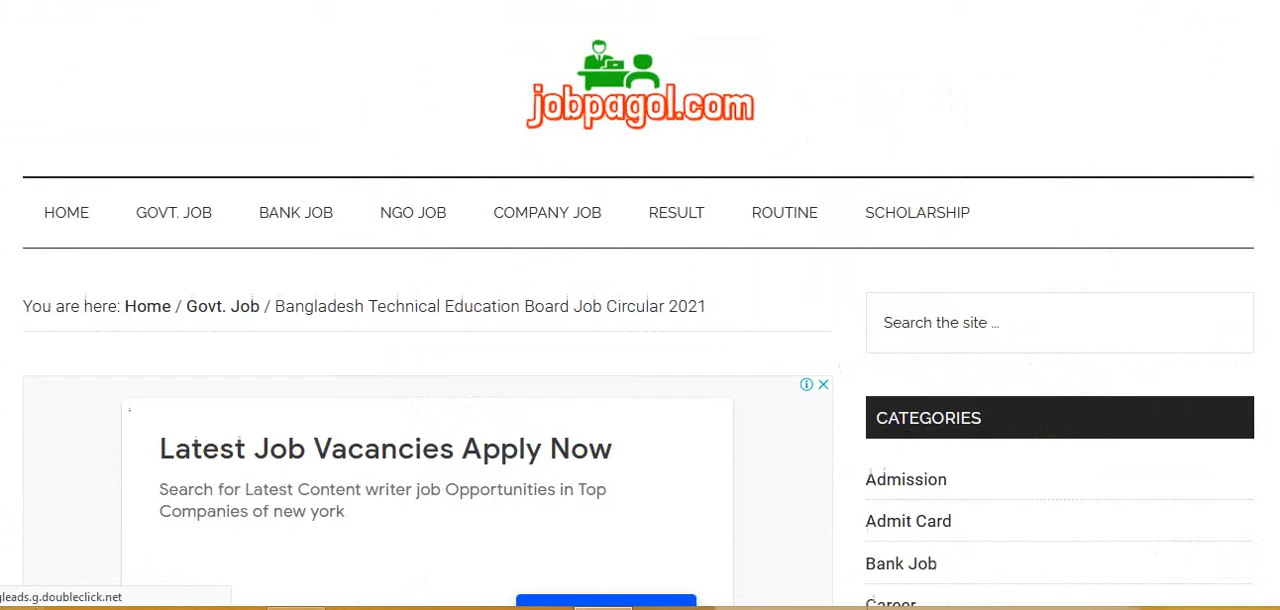 jobpagol.com
HOME GOVT. JOB BANK JOB NGO JOB COMPANY JOB RESULT ROUTINE SCHOLARSHIP
You are here: Home / Govt. Job / Bangladesh Technical Education Board Job Circular 2021
Search the site ...
Latest Job Vacancies Apply Now
Search for Latest Content writer job Opportunities in Top
Companies of new york
CATEGORIES
Admission
Admit Card
Bank Job
Career
gleads.g.doubleclick.net